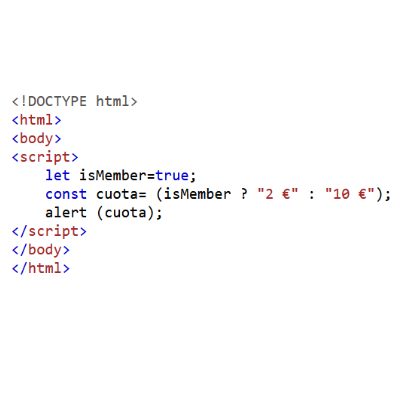 <!DOCTYPE html>
<html>
<body>
<script>
    let isMember=true;
    const cuota= (isMember ? "2 €" : "10 €");
    alert (cuota);
</script>
</body>
</html>